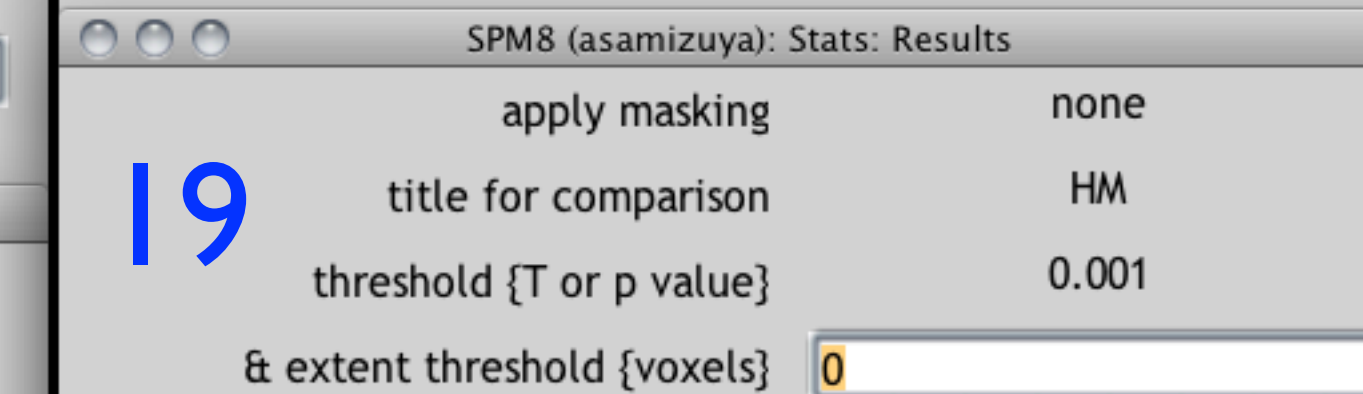 SPM8 (asamizuya): Stats: Results
apply masking none
19
title for comparison HM
threshold {T or p value} 0.001
& extent threshold {voxels} 0